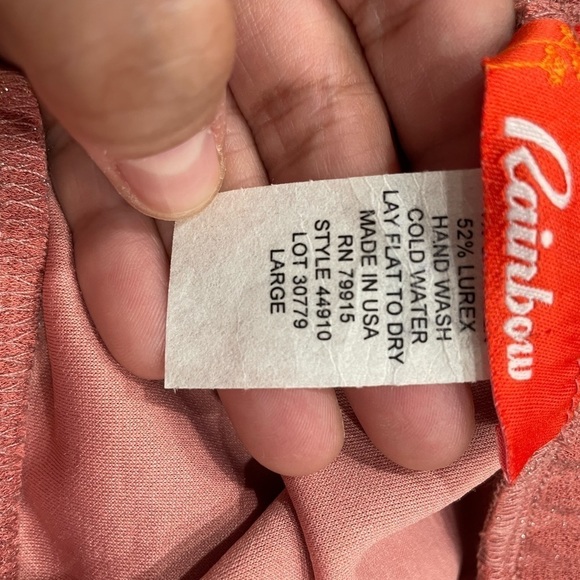 Rainbow
52% LUREX
HAND WASH
COLD WATER
LAY FLAT TO DRY
MADE IN USA
RN 79915
STYLE 44910
LOT 30779
LARGE